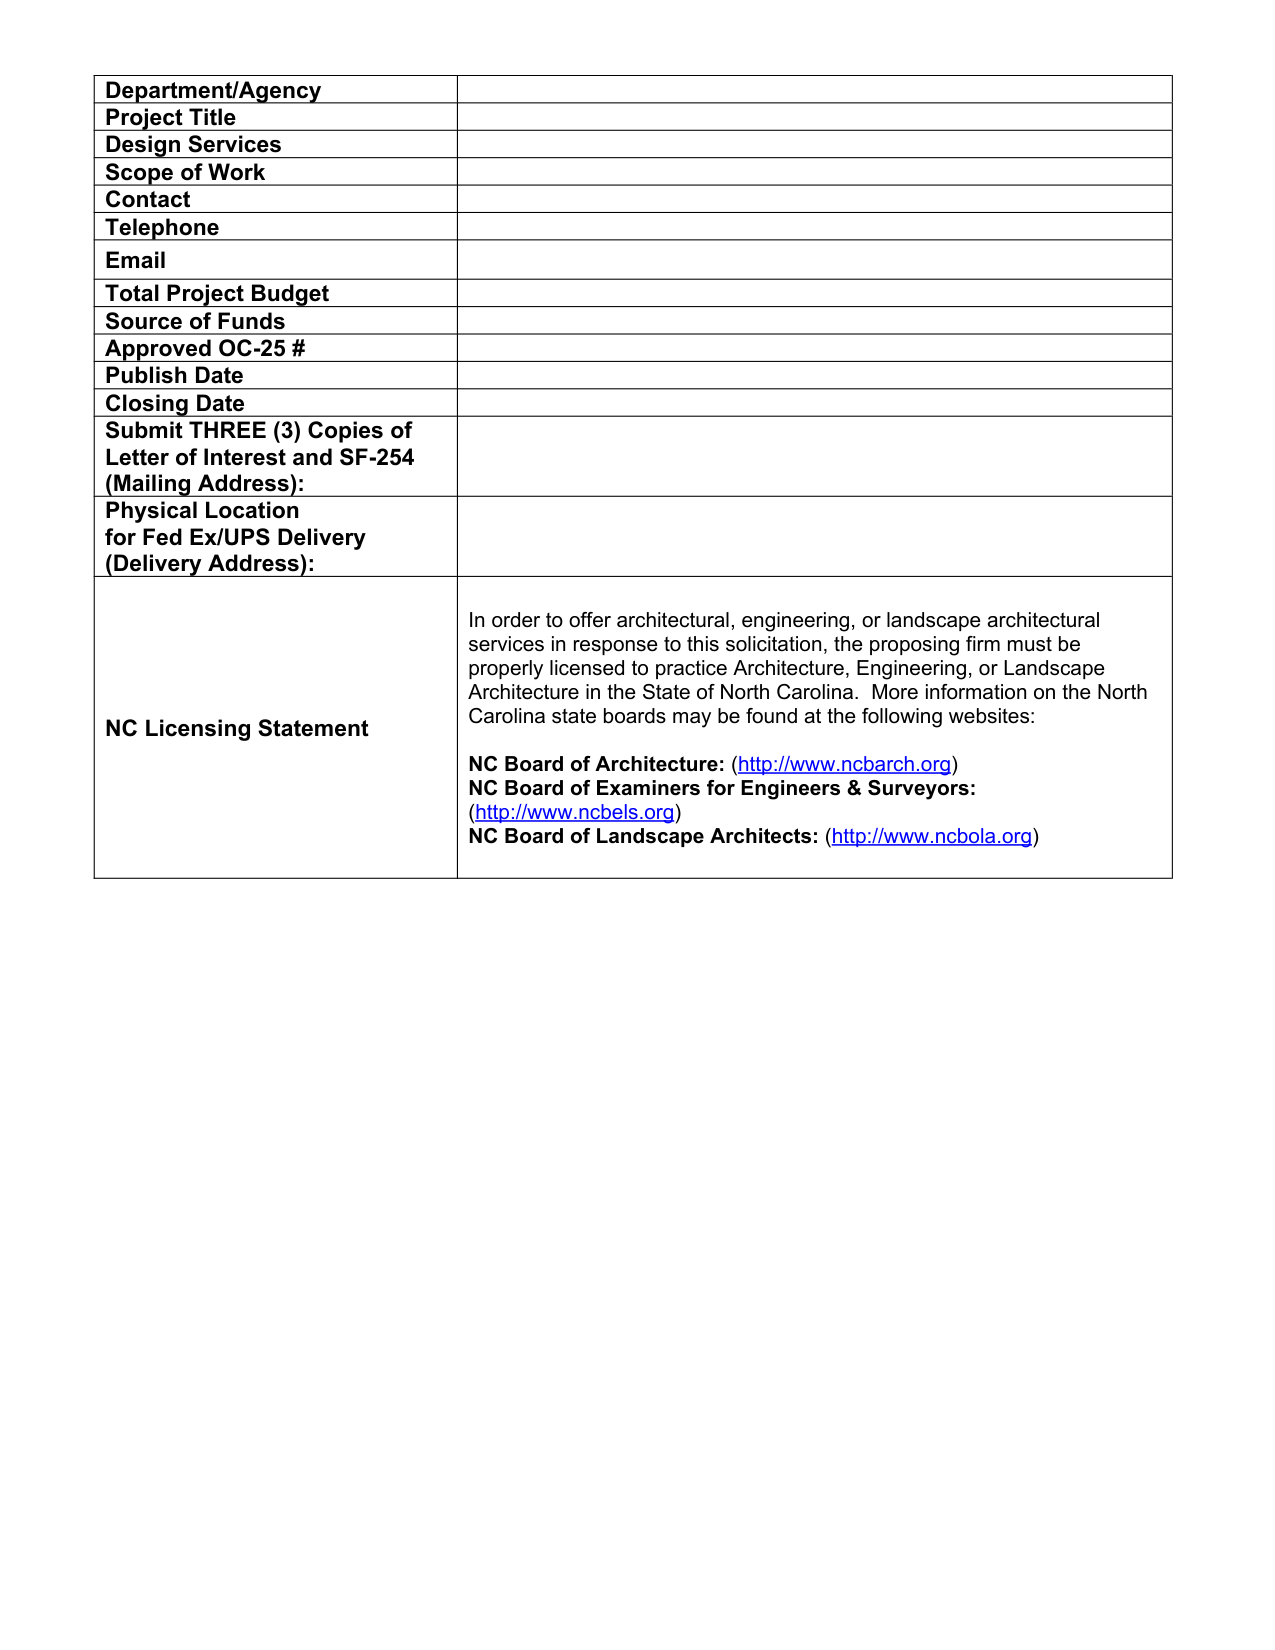 Department/Agency
Project Title
Design Services
Scope of Work
Contact
Telephone
Email
Total Project Budget
Source of Funds
Approved OC-25 #
Publish Date
Closing Date
Submit THREE (3) Copies of
Letter of Interest and SF-254
(Mailing Address):
Physical Location
for Fed Ex/UPS Delivery
(Delivery Address):
NC Licensing Statement
In order to offer architectural, engineering, or landscape architectural
services in response to this solicitation, the proposing firm must be
properly licensed to practice Architecture, Engineering, or Landscape
Architecture in the State of North Carolina.  More information on the North
Carolina state boards may be found at the following websites:
NC Board of Architecture: (http://www.ncbarch.org)
NC Board of Examiners for Engineers & Surveyors:
(http://www.ncbels.org)
NC Board of Landscape Architects: (http://www.ncbola.org)